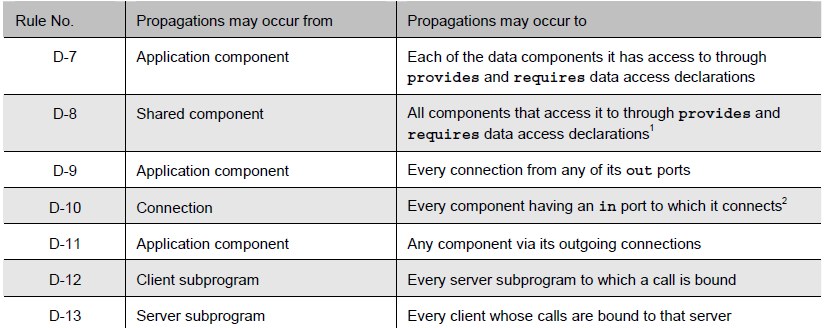 Rule No. Propagations may occur from Propagations may occur to
D-7 Application component Each of the data components it has access to through
provides and requires data access declarations
D-8 Shared component All components that access it to through provides and
requires data access declarations1
D-9 Application component Every connection from any of its out ports
D-10 Connection Every component having an in port to which it connects2
D-11 Application component Any component via its outgoing connections
D-12 Client subprogram Every server subprogram to which a call is bound
D-13 Server subprogram Every client whose calls are bound to that server